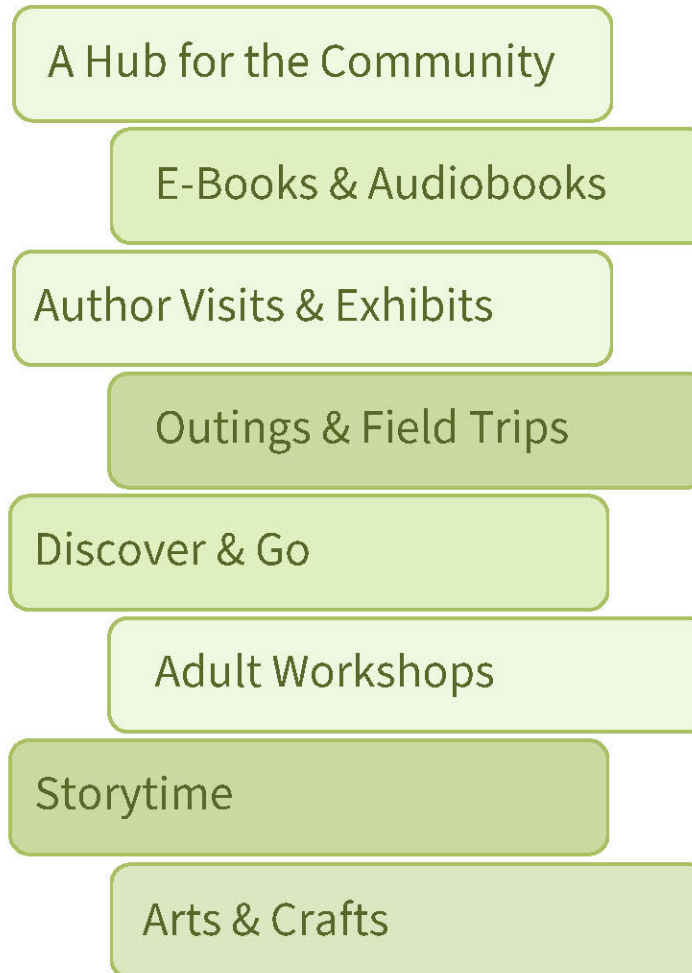 A Hub for the Community
E-Books & Audiobooks
Author Visits & Exhibits
Outings & Field Trips
Discover & Go
Adult Workshops
Storytime
Arts & Crafts